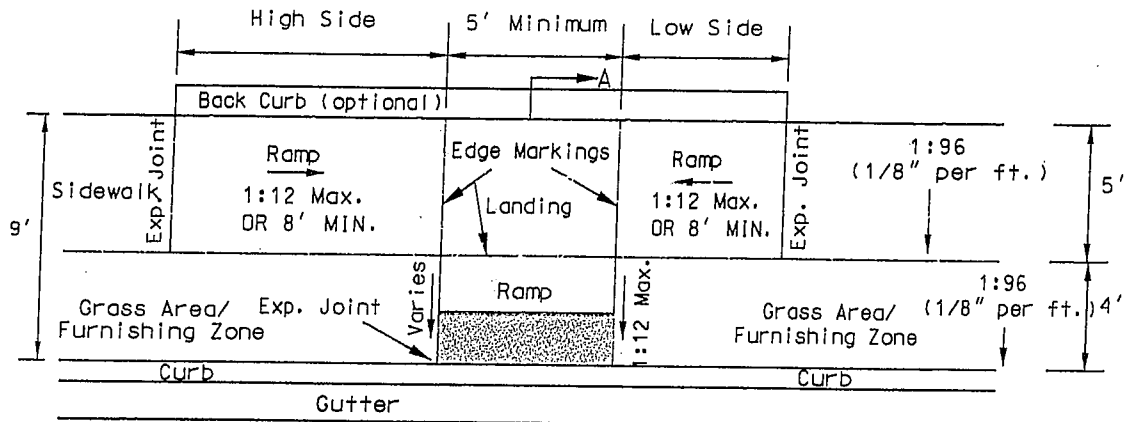 High Side
5' Minimum
Low Side
A
Back Curb (optional)
Exp. Joint
Ramp
Edge Markings
Ramp
Exp. Joint
1:96
(1/8" per ft.)
5'
Sidewalk
1:12 Max.
OR 8' MIN.
Landing
1:12 Max.
OR 8' MIN.
9'
Varies
Ramp
1:12 Max.
1:96
(1/8" per ft.)
4'
Grass Area/
Furnishing Zone
Exp. Joint
Grass Area/
Furnishing Zone
Curb
Curb
Gutter